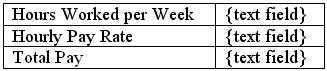 Hours Worked per Week {text field}
Hourly Pay Rate {text field}
Total Pay {text field}